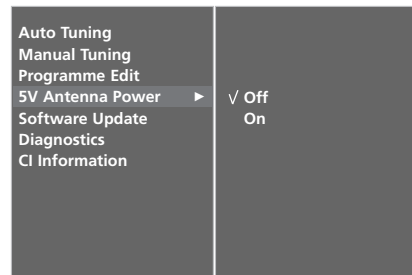 Auto Tuning
Manual Tuning
Programme Edit
5V Antenna Power ►
√ Off
Software Update
On
Diagnostics
CI Information